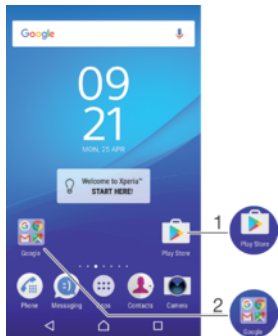 Google
09
21
MON, 25 APR
Welcome to Xperia™
START HERE!
Google
Play Store
Phone
Messaging
Apps
Contacts
Camera
1
Play Store
2
Google